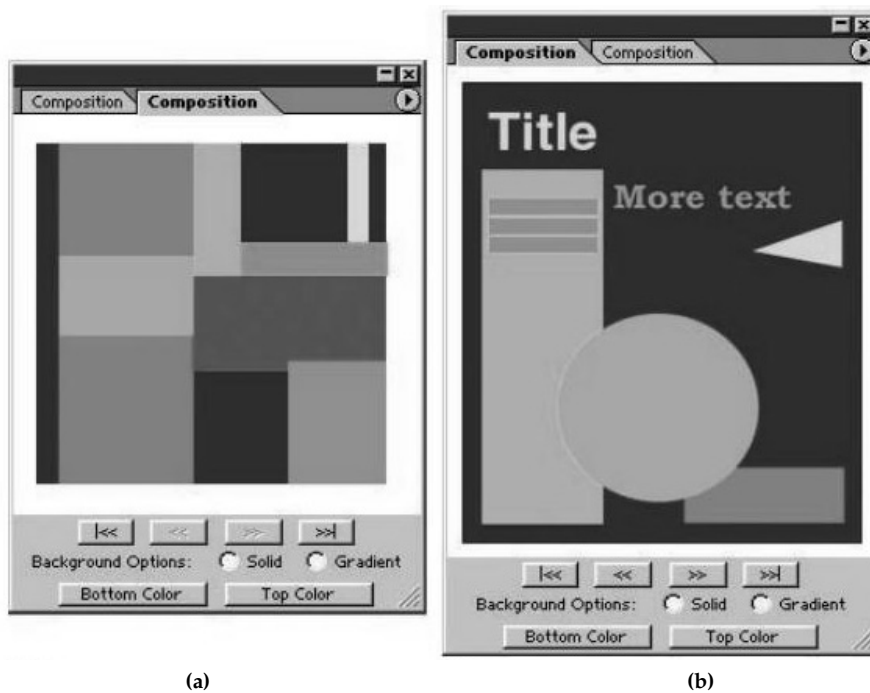 Composition Composition
|<< << >> >>|
Background Options: Solid Gradient
Bottom Color Top Color
(a)
Composition Composition
Title
More text
|<< << >> >>|
Background Options: Solid Gradient
Bottom Color Top Color
(b)